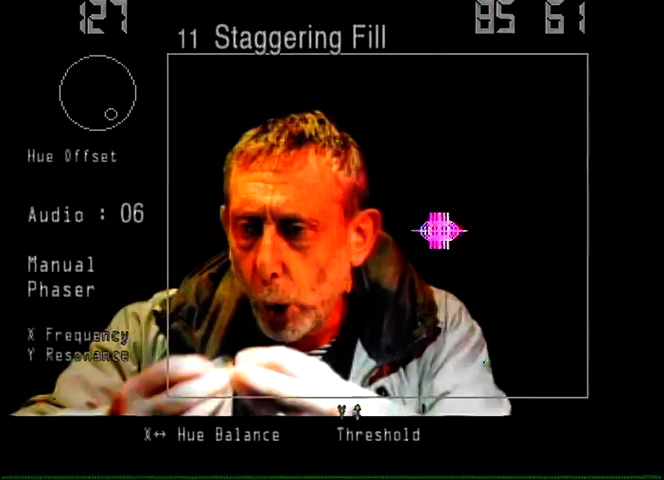 127
85 61
11 Staggering Fill
Hue Offset
Audio : 06
Manual
Phaser
X Frequency
Y Resonance
Y↕
X↔ Hue Balance
Threshold